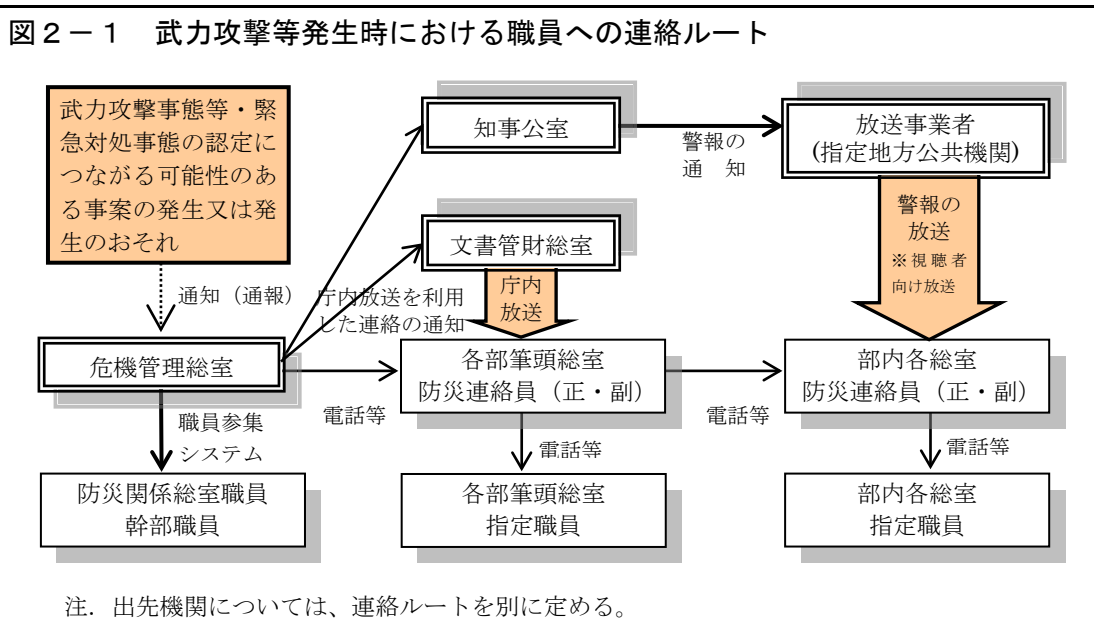 図2-1 武力攻撃等発生時における職員への連絡ルート
武力攻撃事態等・緊
急対処事態の認定に
つながる可能性のあ
る事案の発生又は発
生のおそれ
知事公室
警報の
通 知
放送事業者
(指定地方公共機関)
文書管財総室
警報の
放送
※視聴者
向け放送
通知(通報)
庁内放送を利用
した連絡の通知
庁内
放送
危機管理総室
各部筆頭総室
防災連絡員(正・副)
部内各総室
防災連絡員(正・副)
電話等
電話等
職員参集
システム
電話等
電話等
防災関係総室職員
幹部職員
各部筆頭総室
指定職員
部内各総室
指定職員
注.出先機関については、連絡ルートを別に定める。